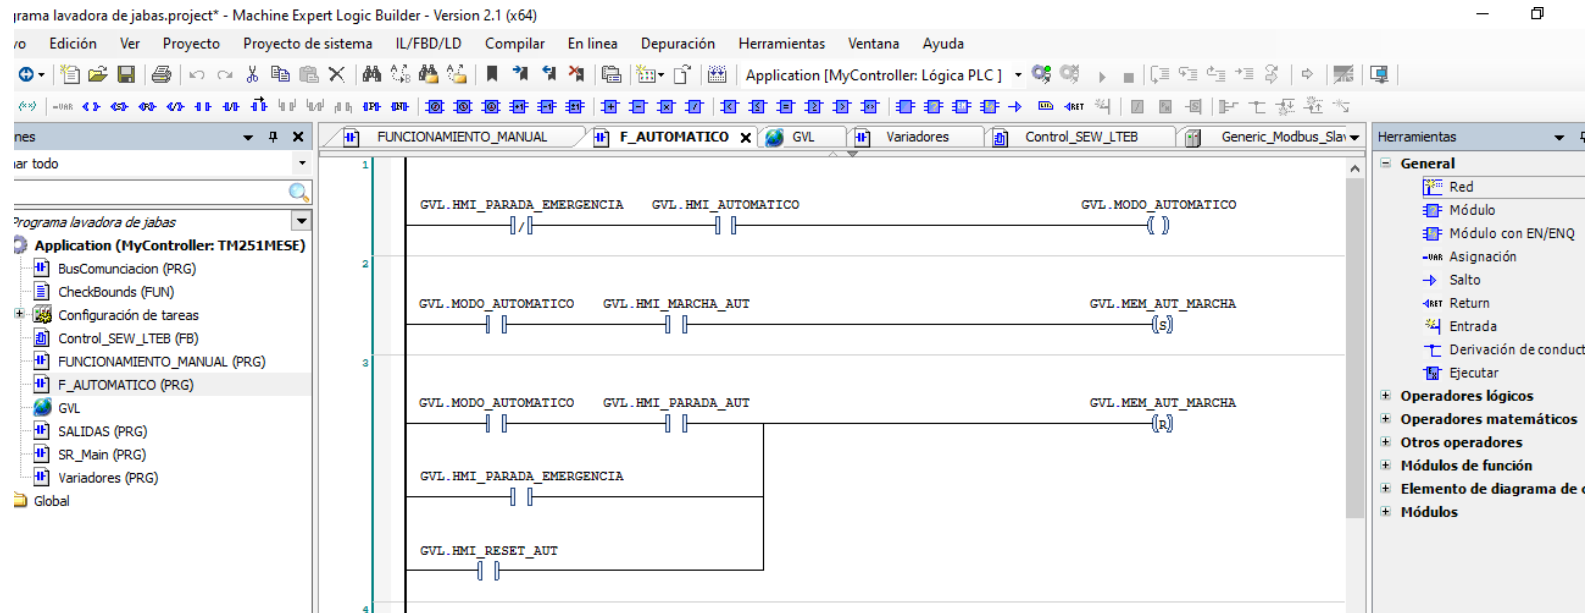 grama lavadora de jabas.project* - Machine Expert Logic Builder - Version 2.1 (x64)
vo Edición Ver Proyecto Proyecto de sistema IL/FBD/LD Compilar En linea Depuración Herramientas Ventana Ayuda
Application [MyController: Lógica PLC]
nes
ar todo
Programa lavadora de jabas
Application (MyController: TM251MESE)
BusComunciacion (PRG)
CheckBounds (FUN)
Configuración de tareas
Control_SEW_LTEB (FB)
FUNCIONAMIENTO_MANUAL (PRG)
F_AUTOMATICO (PRG)
GVL
SALIDAS (PRG)
SR_Main (PRG)
Variadores (PRG)
Global
FUNCIONAMIENTO_MANUAL F_AUTOMATICO GVL Variadores Control_SEW_LTEB Generic_Modbus_Slav
1
GVL.HMI_PARADA_EMERGENCIA GVL.HMI_AUTOMATICO GVL.MODO_AUTOMATICO
2
GVL.MODO_AUTOMATICO GVL.HMI_MARCHA_AUT GVL.MEM_AUT_MARCHA
S
3
GVL.MODO_AUTOMATICO GVL.HMI_PARADA_AUT GVL.MEM_AUT_MARCHA
R
GVL.HMI_PARADA_EMERGENCIA
GVL.HMI_RESET_AUT
4
Herramientas
General
Red
Módulo
Módulo con EN/ENO
Asignación
Salto
Return
Entrada
Derivación de conduct
Ejecutar
Operadores lógicos
Operadores matemáticos
Otros operadores
Módulos de función
Elemento de diagrama de c
Módulos